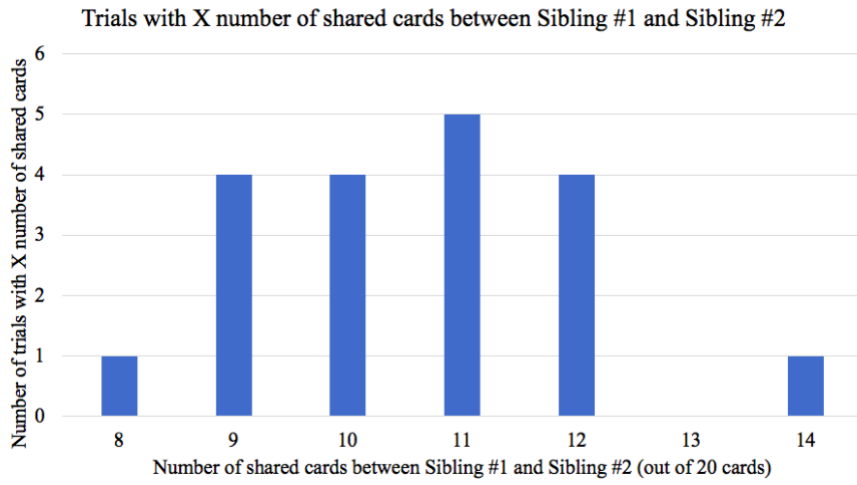 Trials with X number of shared cards between Sibling #1 and Sibling #2
Number of trials with X number of shared cards
6
5
4
3
2
1
0
8 9 10 11 12 13 14
Number of shared cards between Sibling #1 and Sibling #2 (out of 20 cards)